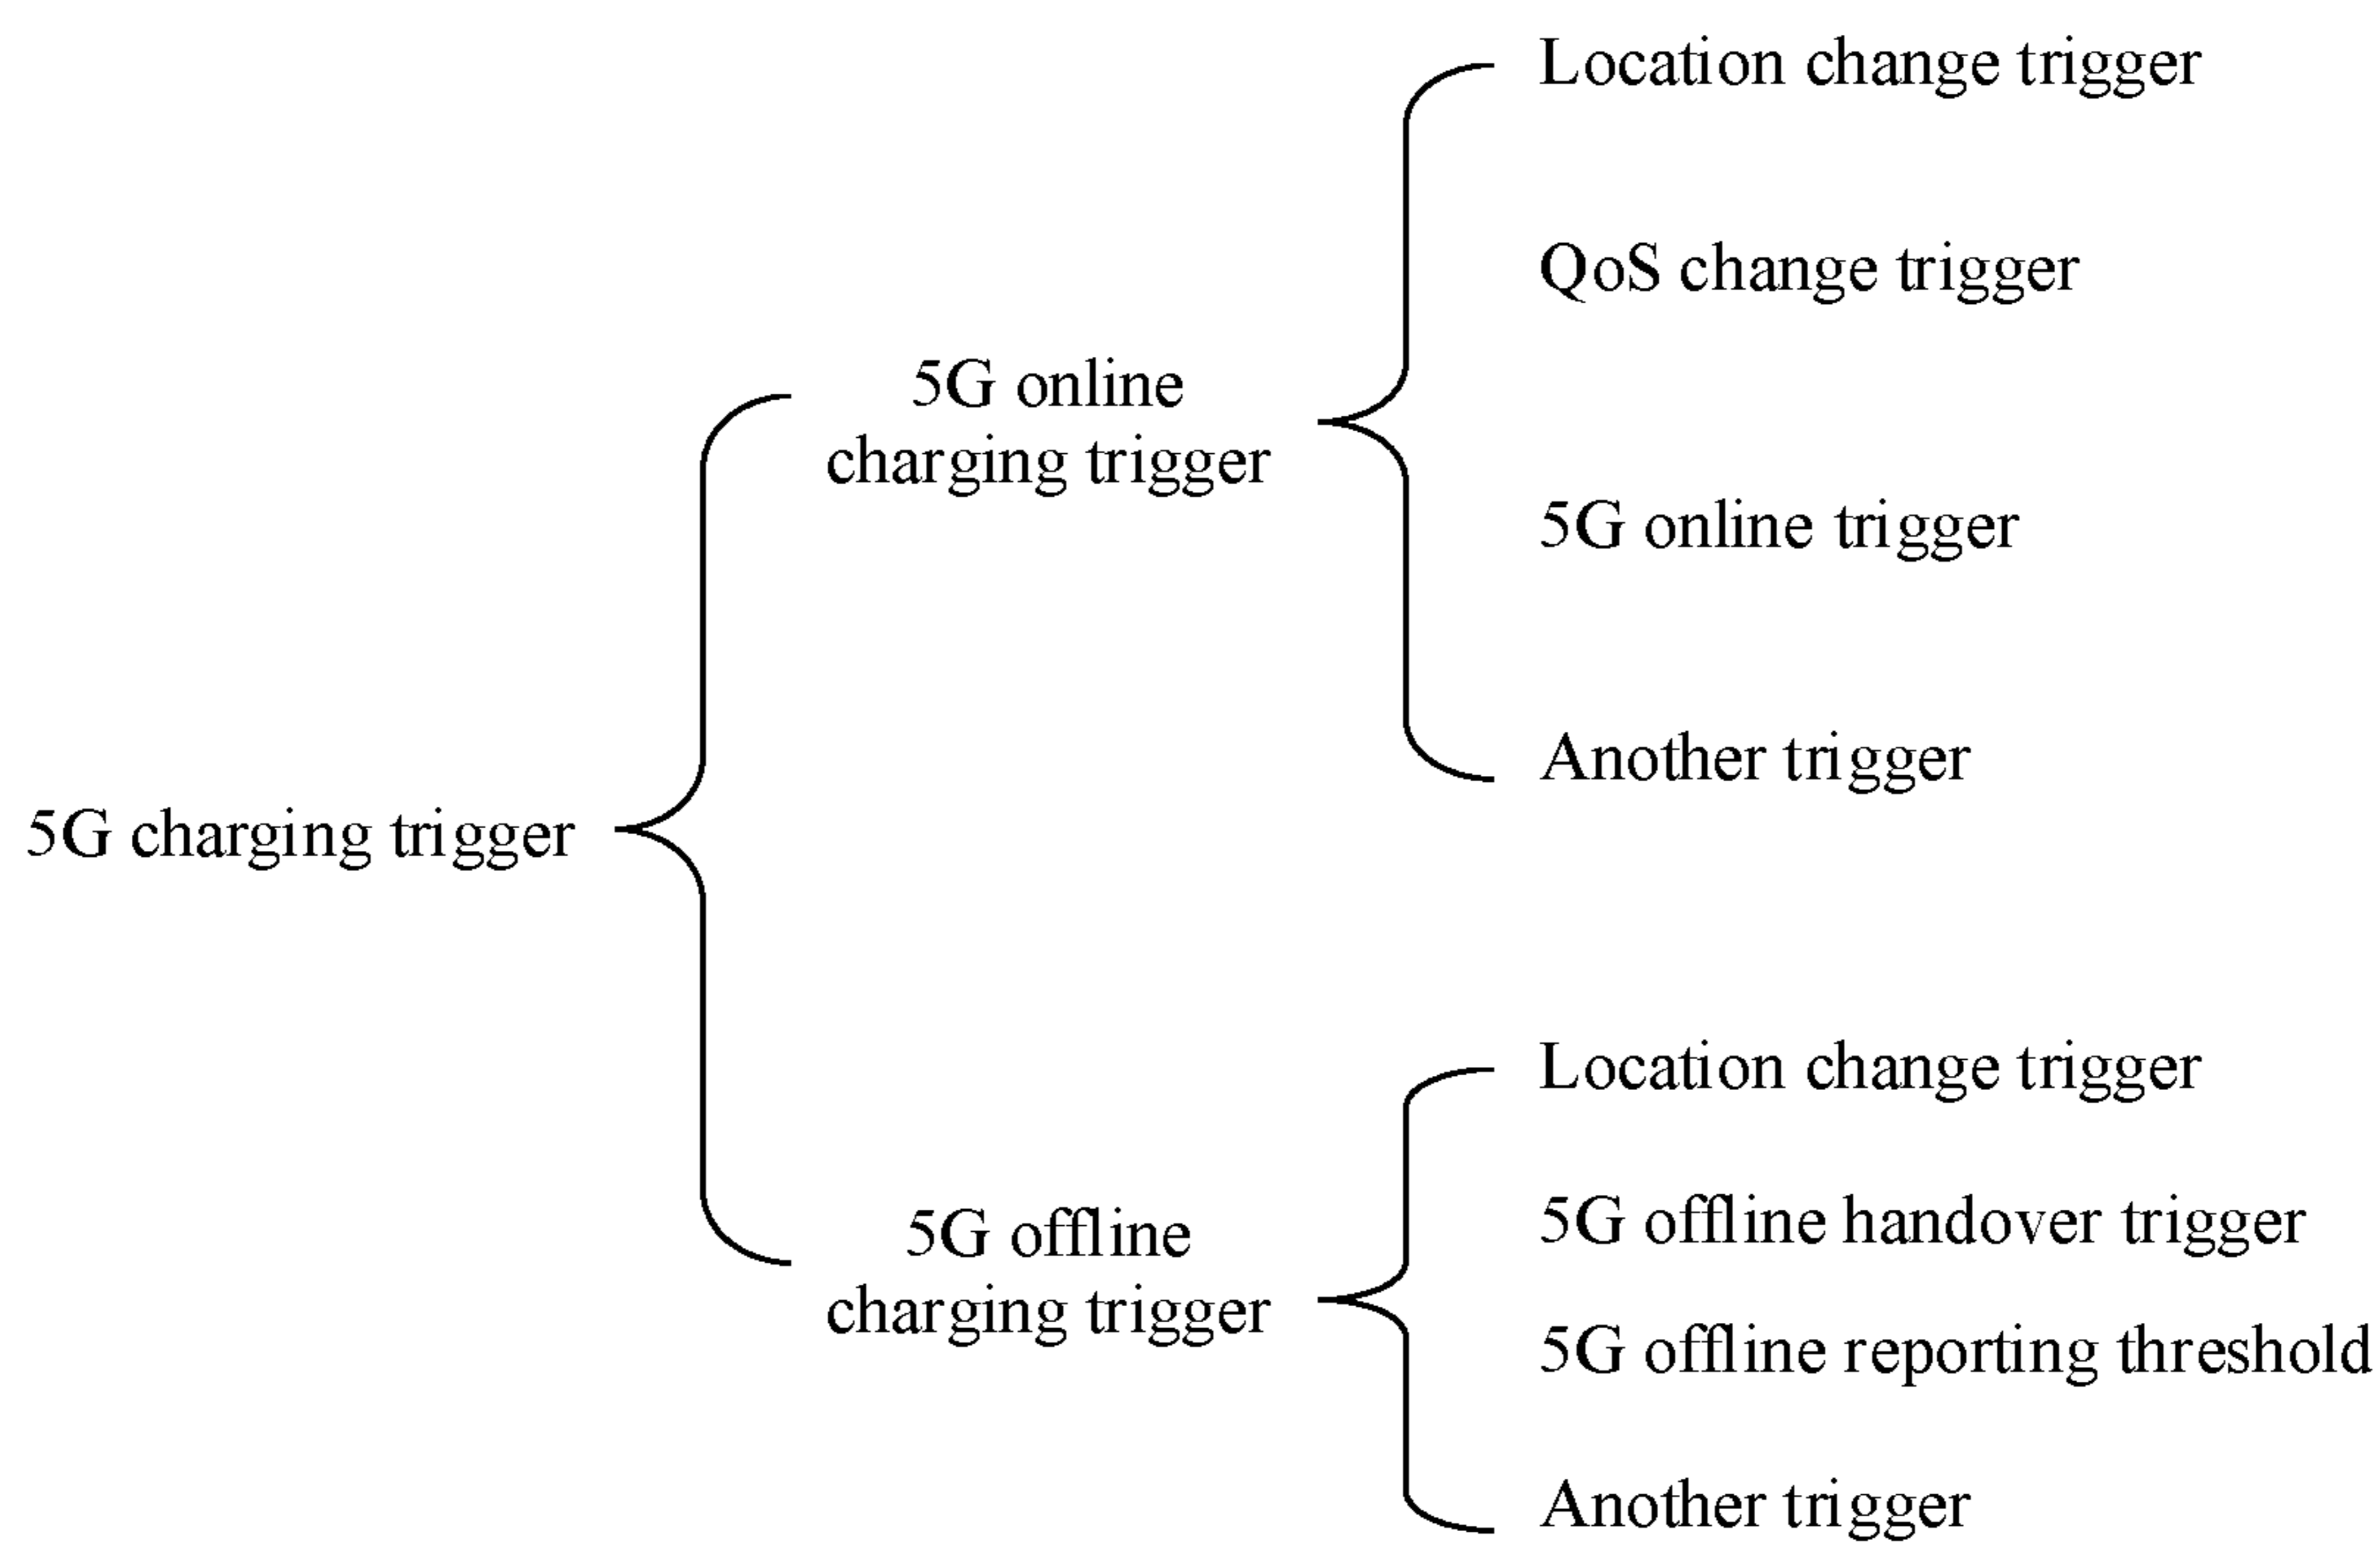 5G charging trigger
5G online
charging trigger
Location change trigger
QoS change trigger
5G online trigger
Another trigger
5G offline
charging trigger
Location change trigger
5G offline handover trigger
5G offline reporting threshold
Another trigger